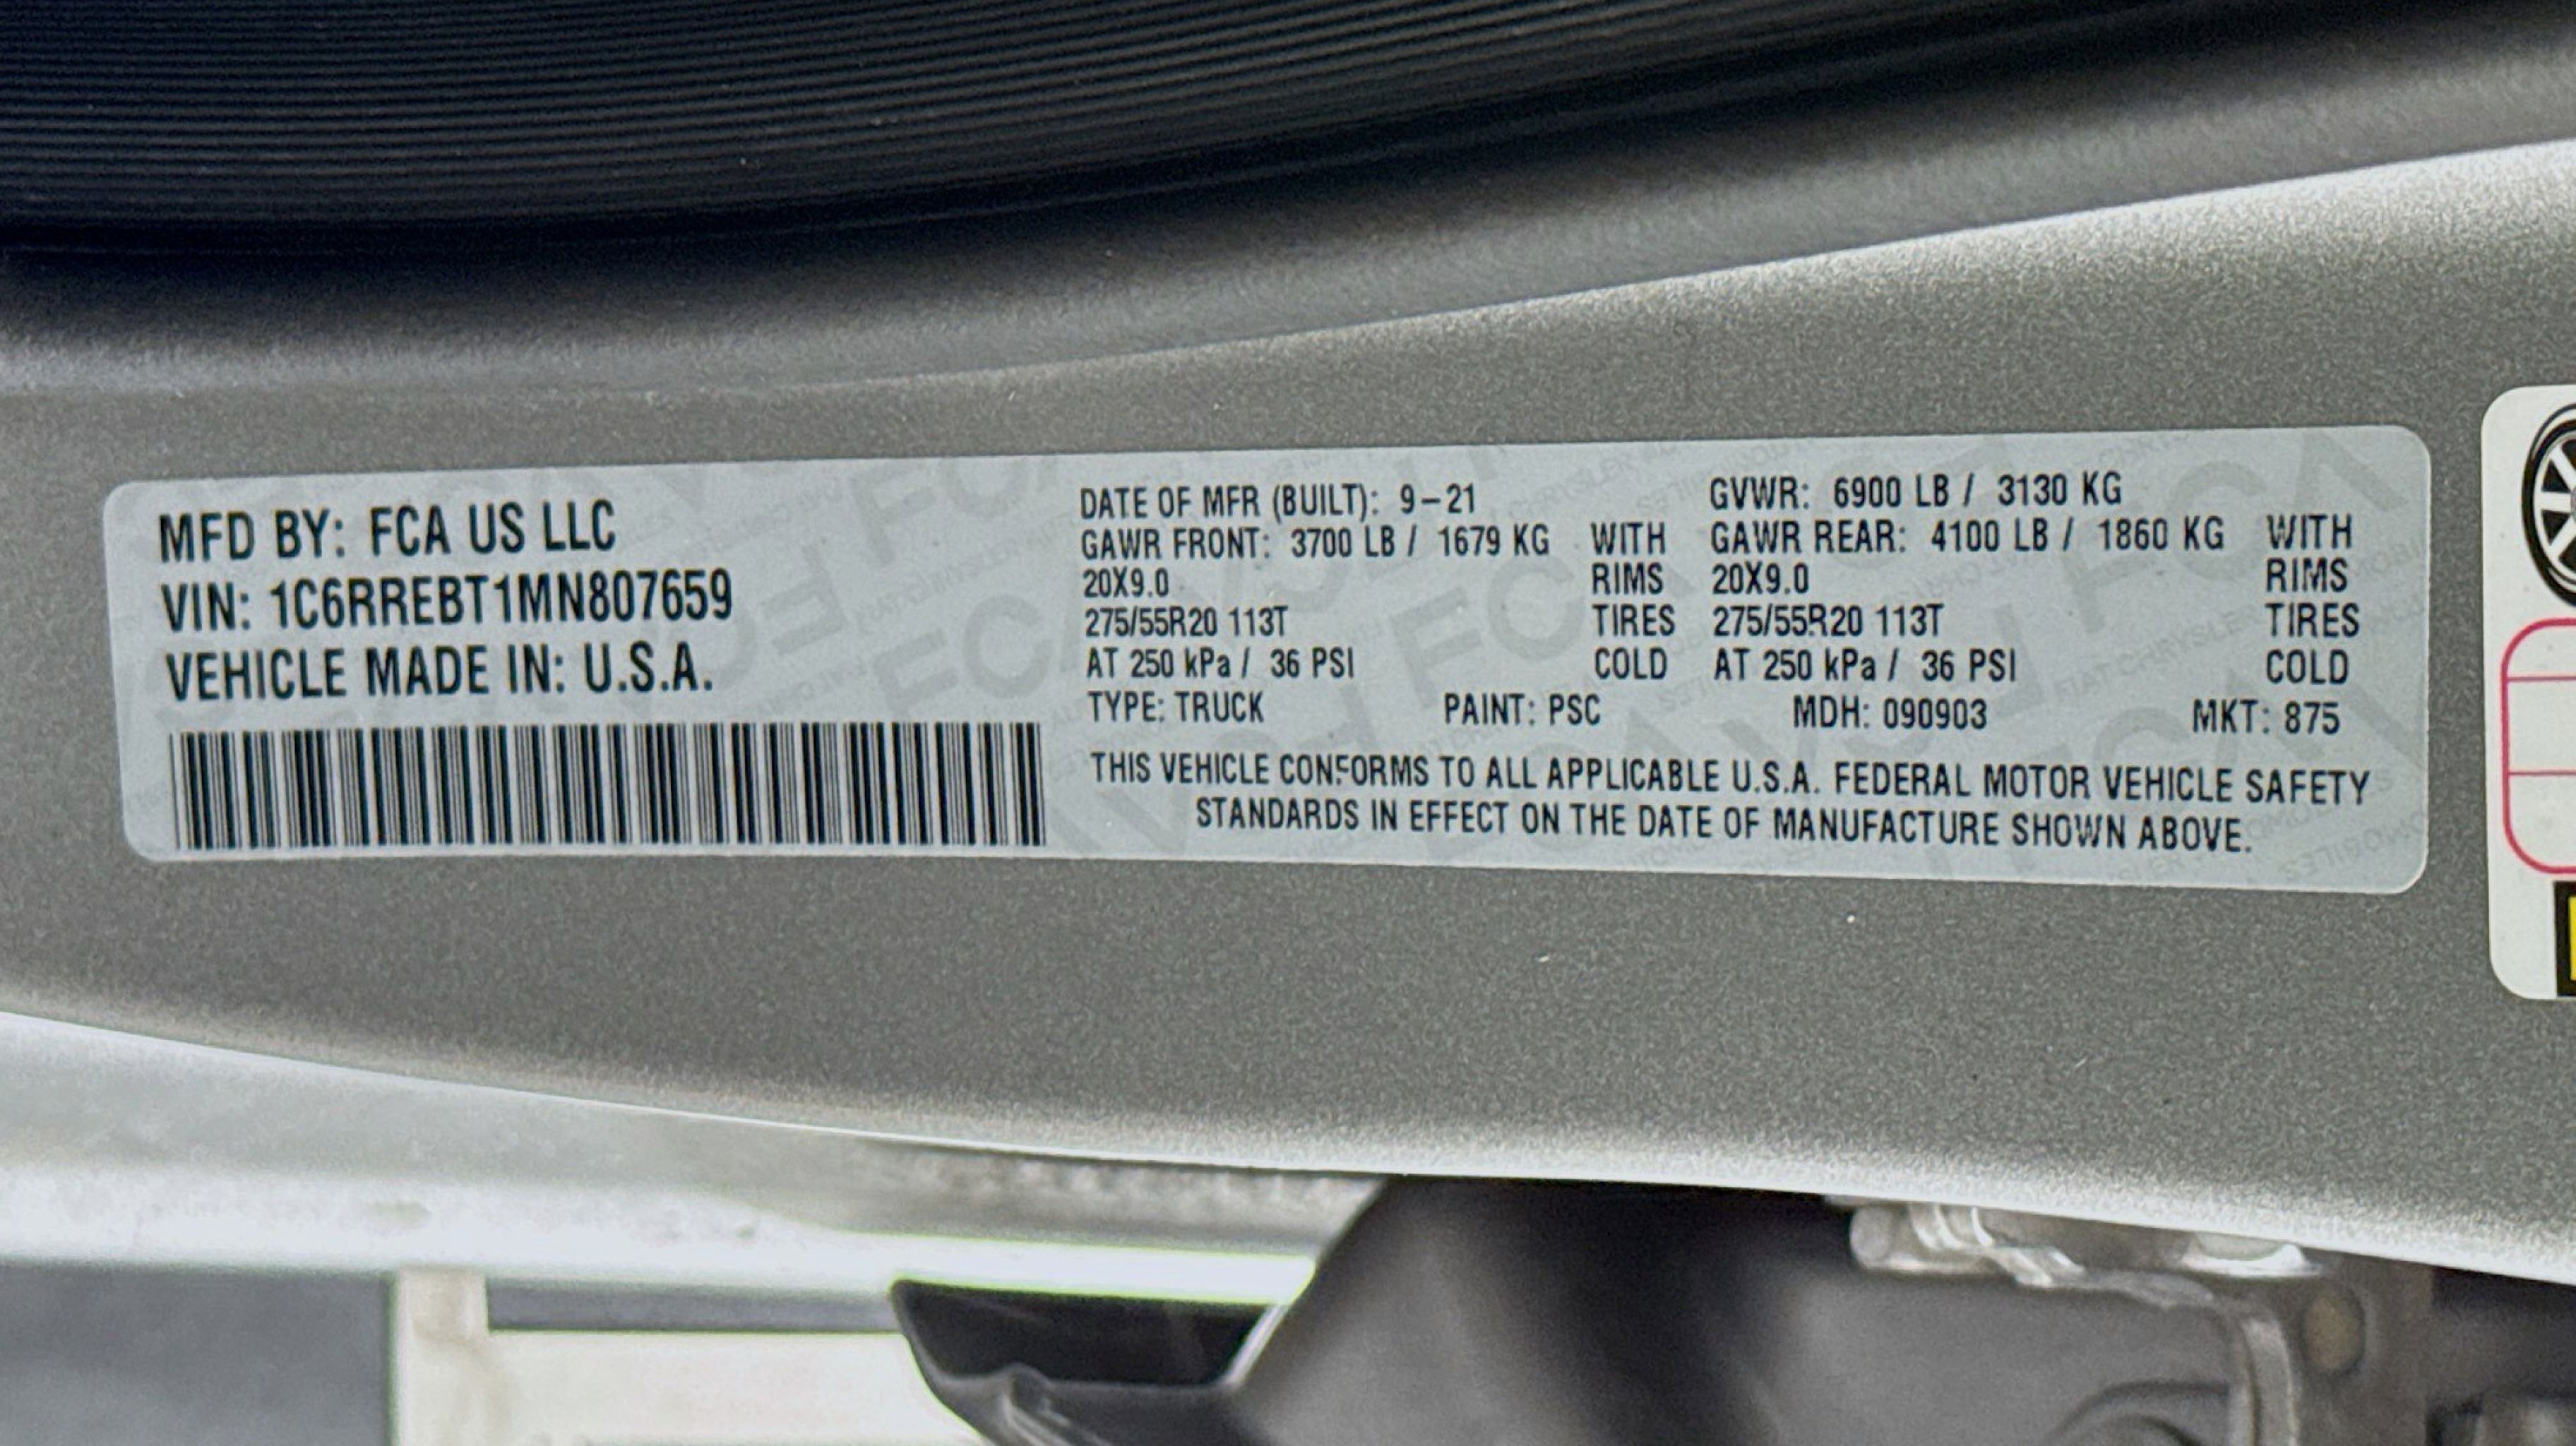 MFD BY: FCA US LLC
VIN: 1C6RREBT1MN807659
VEHICLE MADE IN: U.S.A.
DATE OF MFR (BUILT): 9-21 GVWR: 6900 LB / 3130 KG
GAWR FRONT: 3700 LB / 1679 KG WITH GAWR REAR: 4100 LB / 1860 KG WITH
20X9.0 RIMS 20X9.0 RIMS
275/55R20 113T TIRES 275/55R20 113T TIRES
AT 250 kPa / 36 PSI COLD AT 250 kPa / 36 PSI COLD
TYPE: TRUCK PAINT: PSC MDH: 090903 MKT: 875
THIS VEHICLE CONFORMS TO ALL APPLICABLE U.S.A. FEDERAL MOTOR VEHICLE SAFETY
STANDARDS IN EFFECT ON THE DATE OF MANUFACTURE SHOWN ABOVE.